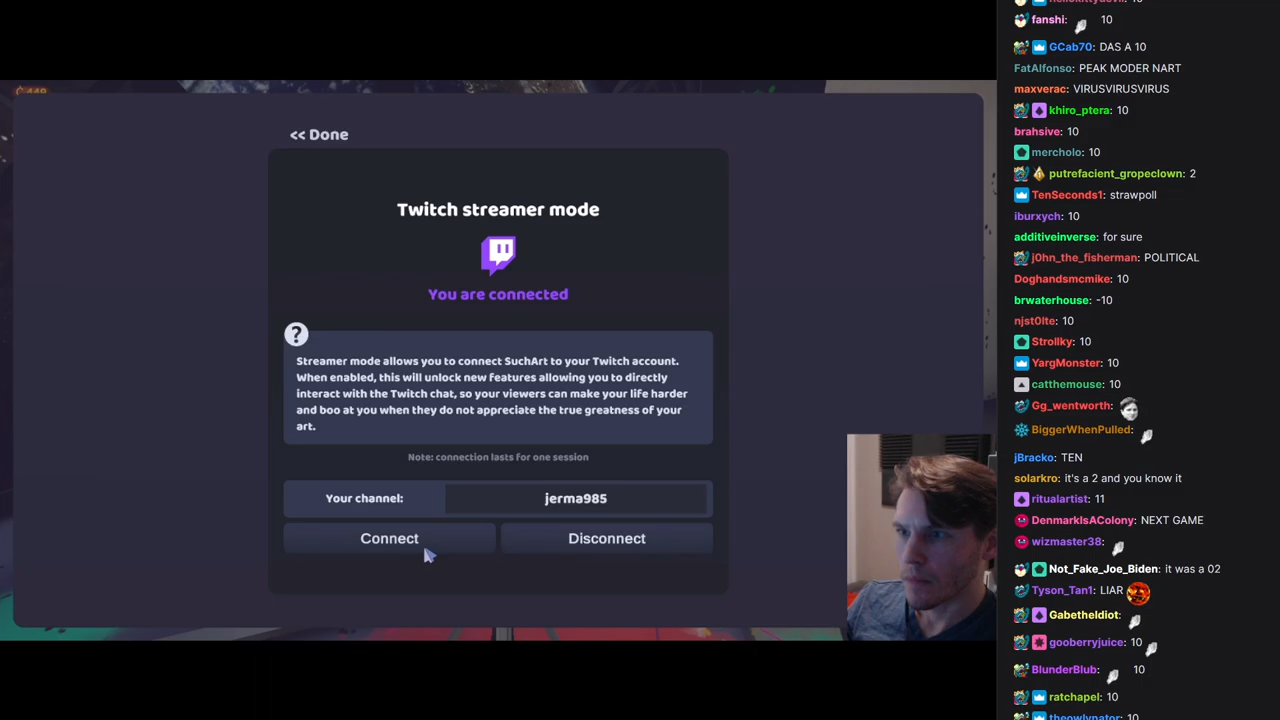 449
<< Done
Twitch streamer mode
You are connected
?
Streamer mode allows you to connect SuchArt to your Twitch account.
When enabled, this will unlock new features allowing you to directly
interact with the Twitch chat, so your viewers can make your life harder
and boo at you when they do not appreciate the true greatness of your
art.
Note: connection lasts for one session
Your channel: jerma985
Connect Disconnect
hellokittydevil: 10
fanshi: 10
GCab70: DAS A 10
FatAlfonso: PEAK MODER NART
maxverac: VIRUSVIRUSVIRUS
khiro_ptera: 10
brahsive: 10
mercholo: 10
putrefacient_gropeclown: 2
TenSeconds1: strawpoll
iburxych: 10
additiveinverse: for sure
j0hn_the_fisherman: POLITICAL
Doghandsmcmike: 10
brwaterhouse: -10
njst0lte: 10
Strollky: 10
YargMonster: 10
catthemouse: 10
Gg_wentworth:
BiggerWhenPulled:
jBracko: TEN
solarkro: it's a 2 and you know it
ritualartist: 11
DenmarkIsAColony: NEXT GAME
wizmaster38:
Not_Fake_Joe_Biden: it was a 02
Tyson_Tan1: LIAR
GabetheIdiot:
gooberryjuice: 10
BlunderBlub: 10
ratchapel: 10
theowlynator: 10